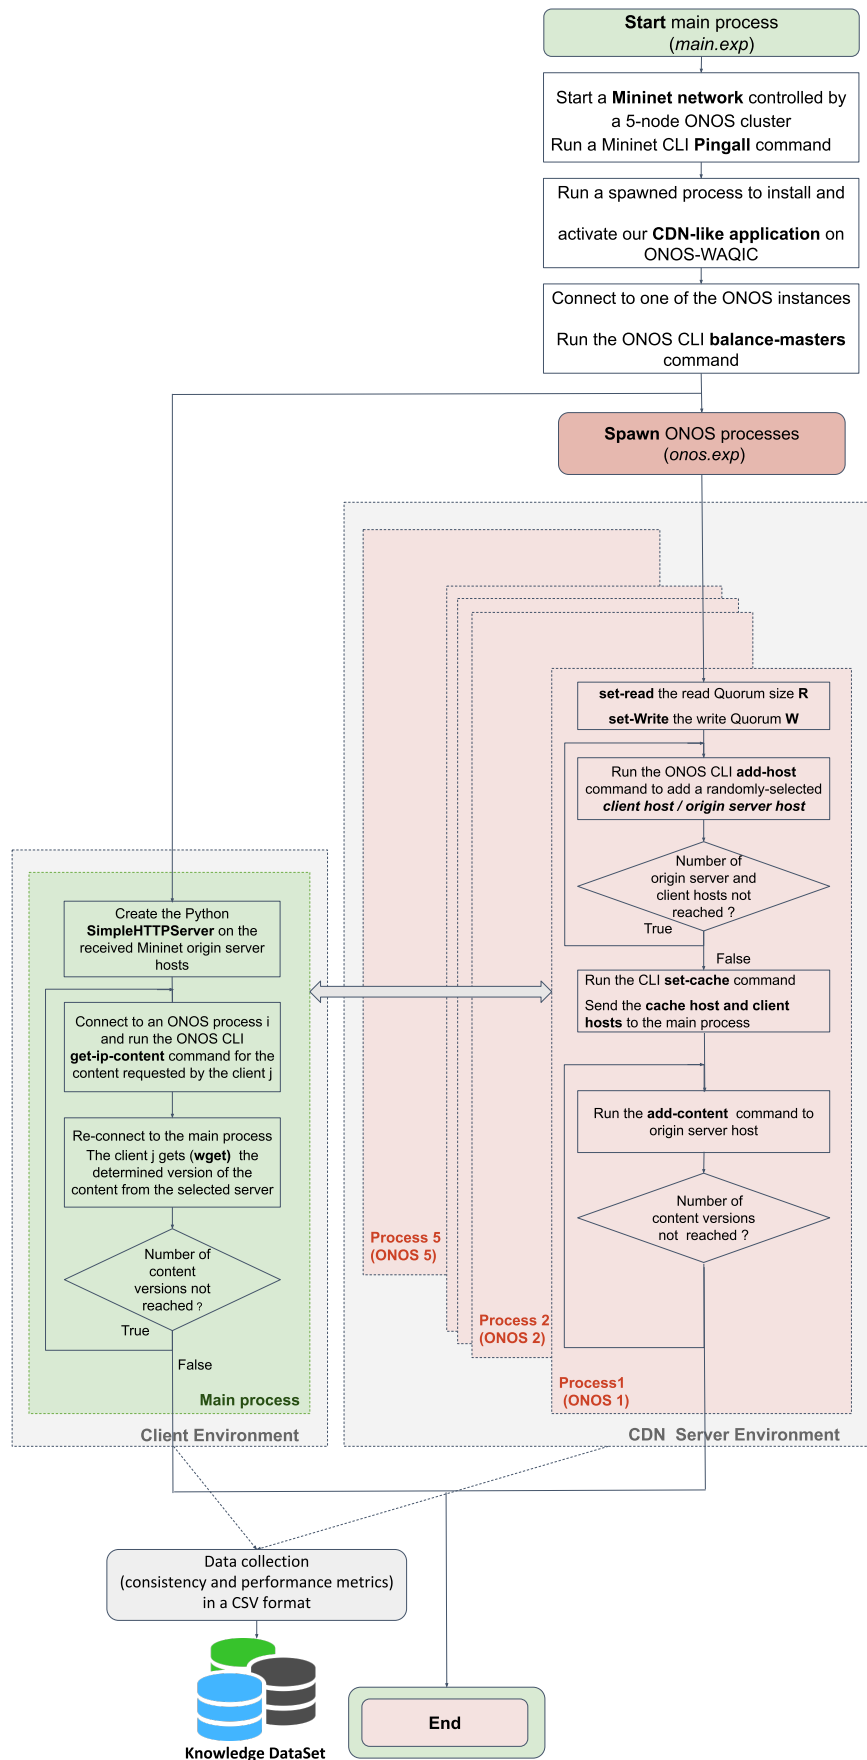 Start main process
(main.exp)
Start a Mininet network controlled by
a 5-node ONOS cluster
Run a Mininet CLI Pingall command
Run a spawned process to install and
activate our CDN-like application on
ONOS-WAQIC
Connect to one of the ONOS instances
Run the ONOS CLI balance-masters
command
Spawn ONOS processes
(onos.exp)
set-read the read Quorum size R
set-Write the write Quorum W
Run the ONOS CLI add-host
command to add a randomly-selected
client host / origin server host
Number of
origin server and
client hosts not
reached ?
True
False
Run the CLI set-cache command
Send the cache host and client
hosts to the main process
Run the add-content command to
origin server host
Number of
content versions
not reached ?
Process 5
(ONOS 5)
Process 2
(ONOS 2)
Process1
(ONOS 1)
CDN Server Environment
Create the Python
SimpleHTTPServer on the
received Mininet origin server
hosts
Connect to an ONOS process i
and run the ONOS CLI
get-ip-content command for the
content requested by the client j
Re-connect to the main process
The client j gets (wget) the
determined version of the
content from the selected server
Number of
content
versions not
reached ?
True
False
Main process
Client Environment
Data collection
(consistency and performance metrics)
in a CSV format
Knowledge DataSet
End